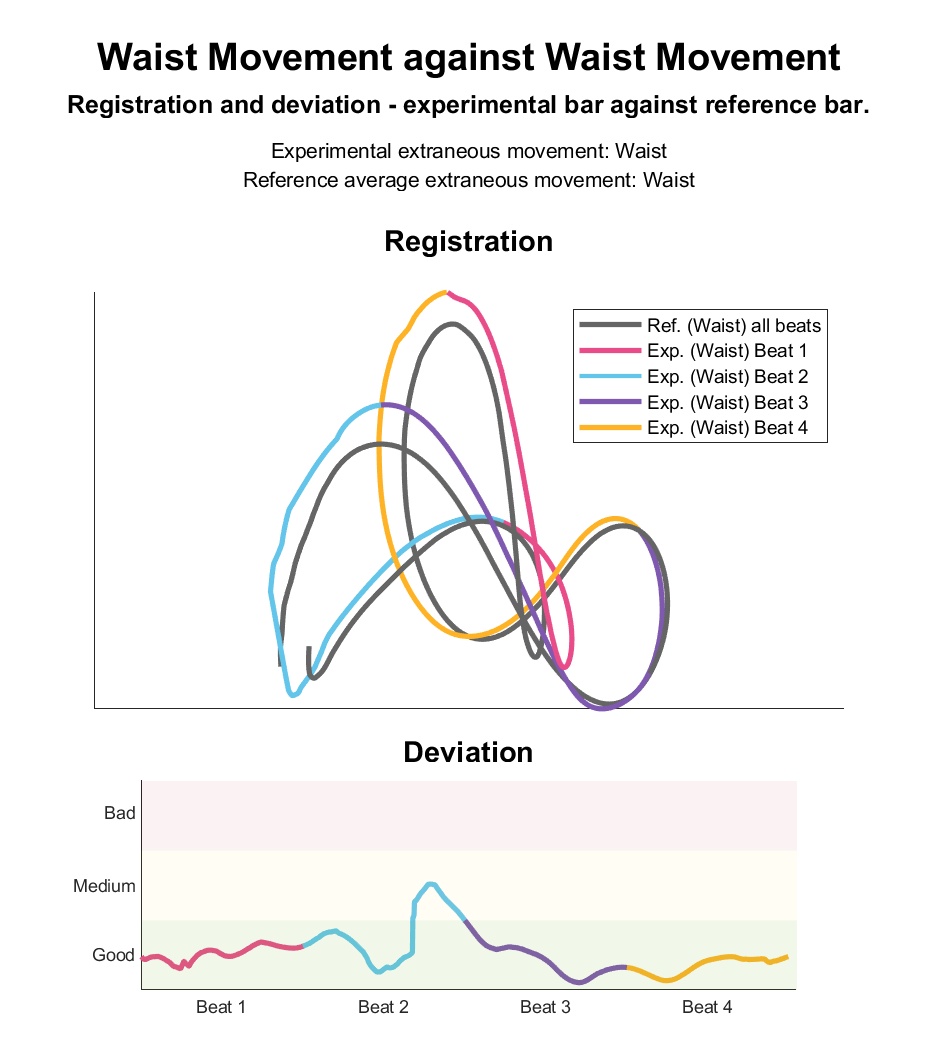 Waist Movement against Waist Movement
Registration and deviation - experimental bar against reference bar.
Experimental extraneous movement: Waist
Reference average extraneous movement: Waist
Registration
Ref. (Waist) all beats
Exp. (Waist) Beat 1
Exp. (Waist) Beat 2
Exp. (Waist) Beat 3
Exp. (Waist) Beat 4
Deviation
Bad
Medium
Good
Beat 1 Beat 2 Beat 3 Beat 4